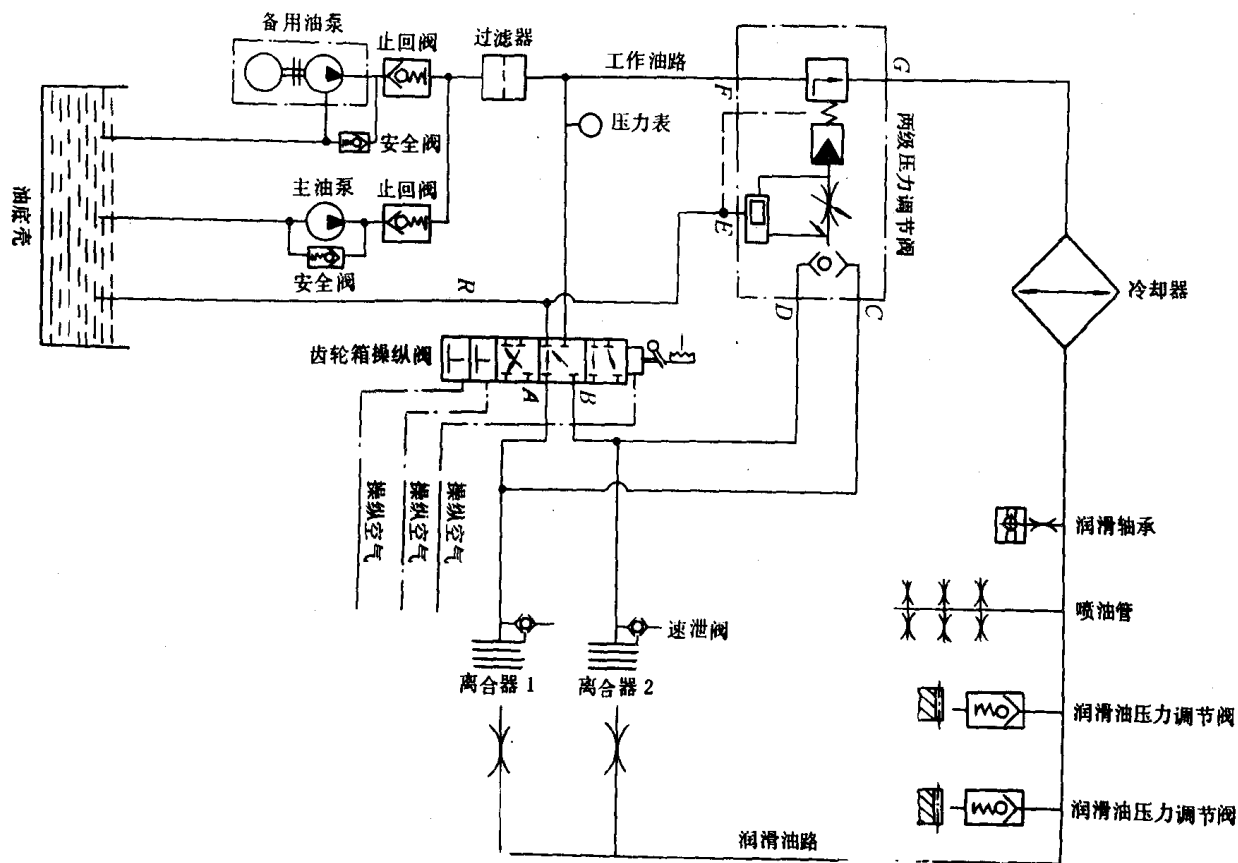 备用油泵
止回阀
过滤器
工作油路
G
F
压力表
安全阀
两级压力调节阀
主油泵
止回阀
油底壳
E
安全阀
R
D
C
冷却器
齿轮箱操纵阀
A
B
操纵空气
操纵空气
操纵空气
润滑轴承
喷油管
速泄阀
离合器 1
离合器 2
润滑油压力调节阀
润滑油压力调节阀
润滑油路